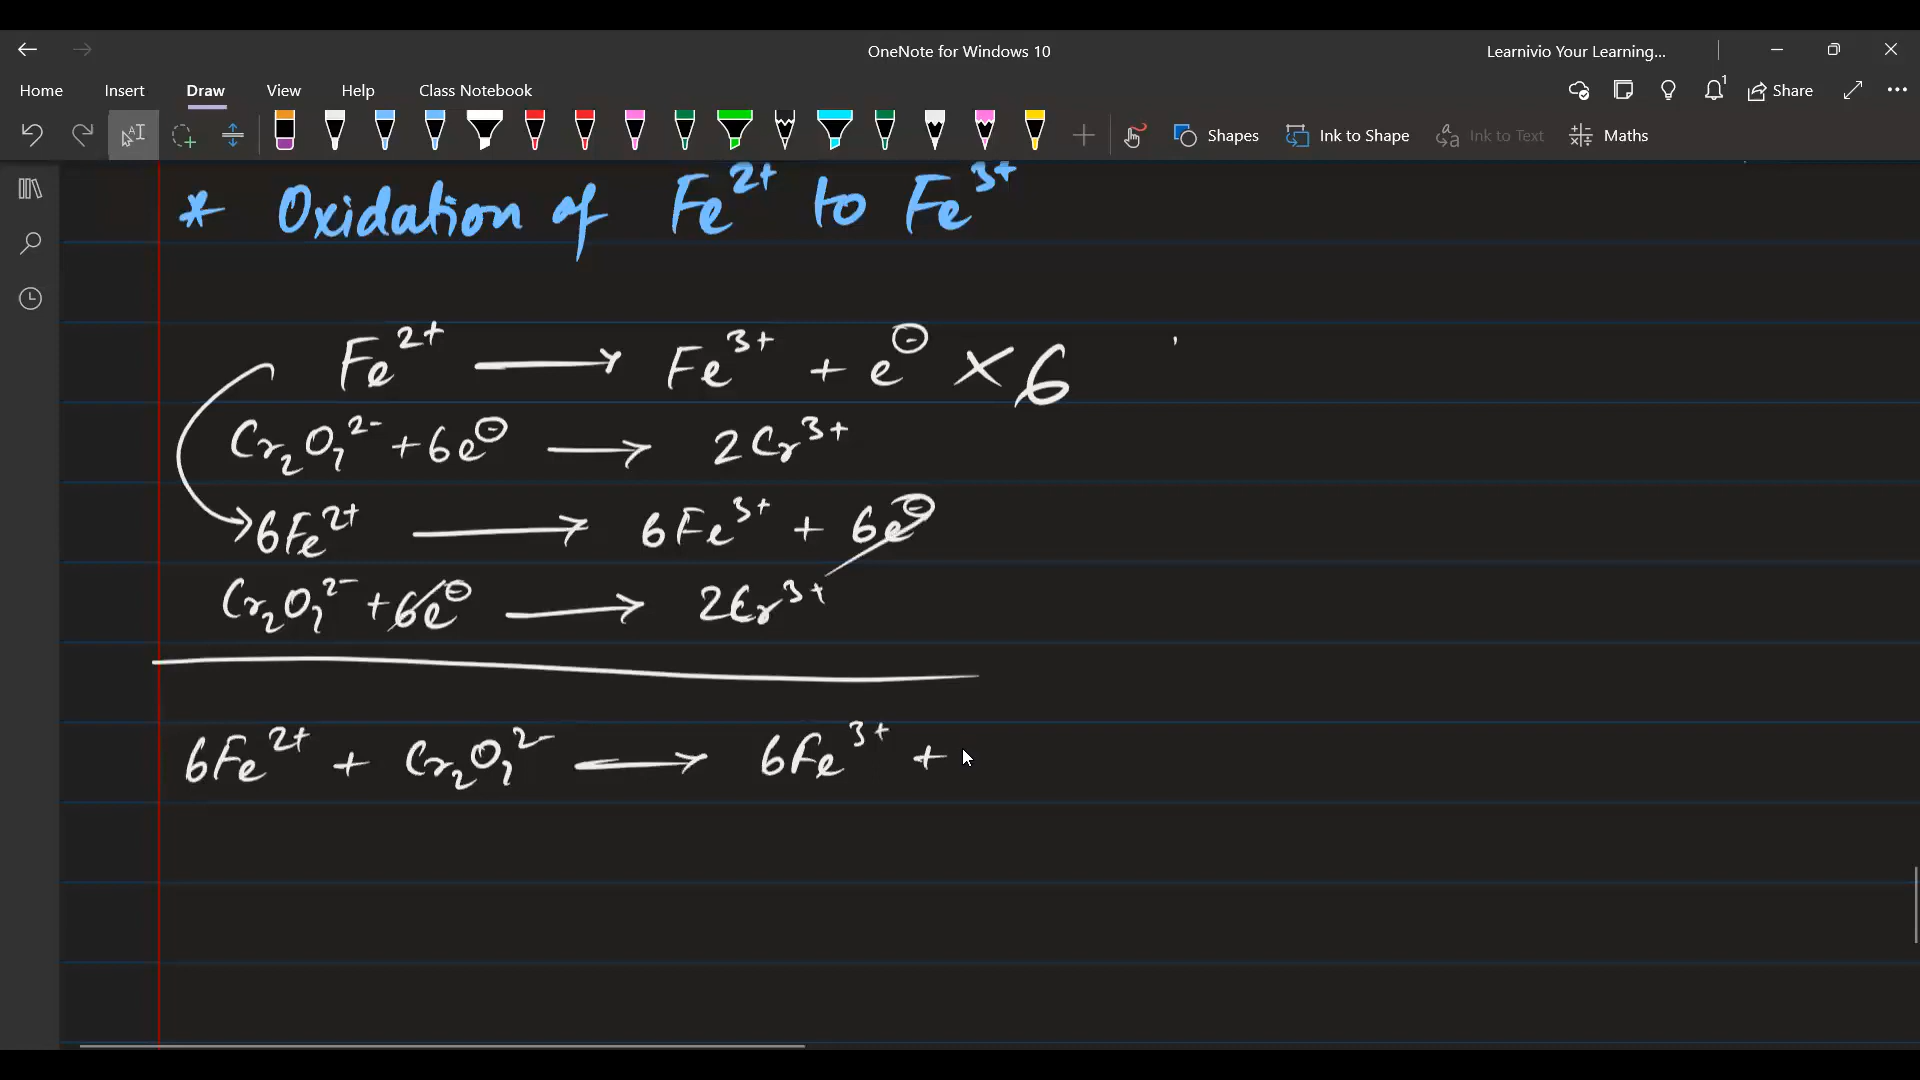 OneNote for Windows 10
Learnivio Your Learning...
Home Insert Draw View Help Class Notebook
1
Share
Shapes Ink to Shape Ink to Text Maths
* Oxidation of Fe²⁺ to Fe³⁺
Fe²⁺ ⟶ Fe³⁺ + e⊖ × 6
Cr₂O₇²⁻ + 6e⊖ ⟶ 2Cr³⁺
6Fe²⁺ ⟶ 6Fe³⁺ + 6e⊖
Cr₂O₇²⁻ + 6e⊖ ⟶ 2Cr³⁺
6Fe²⁺ + Cr₂O₇²⁻ ⟶ 6Fe³⁺ +